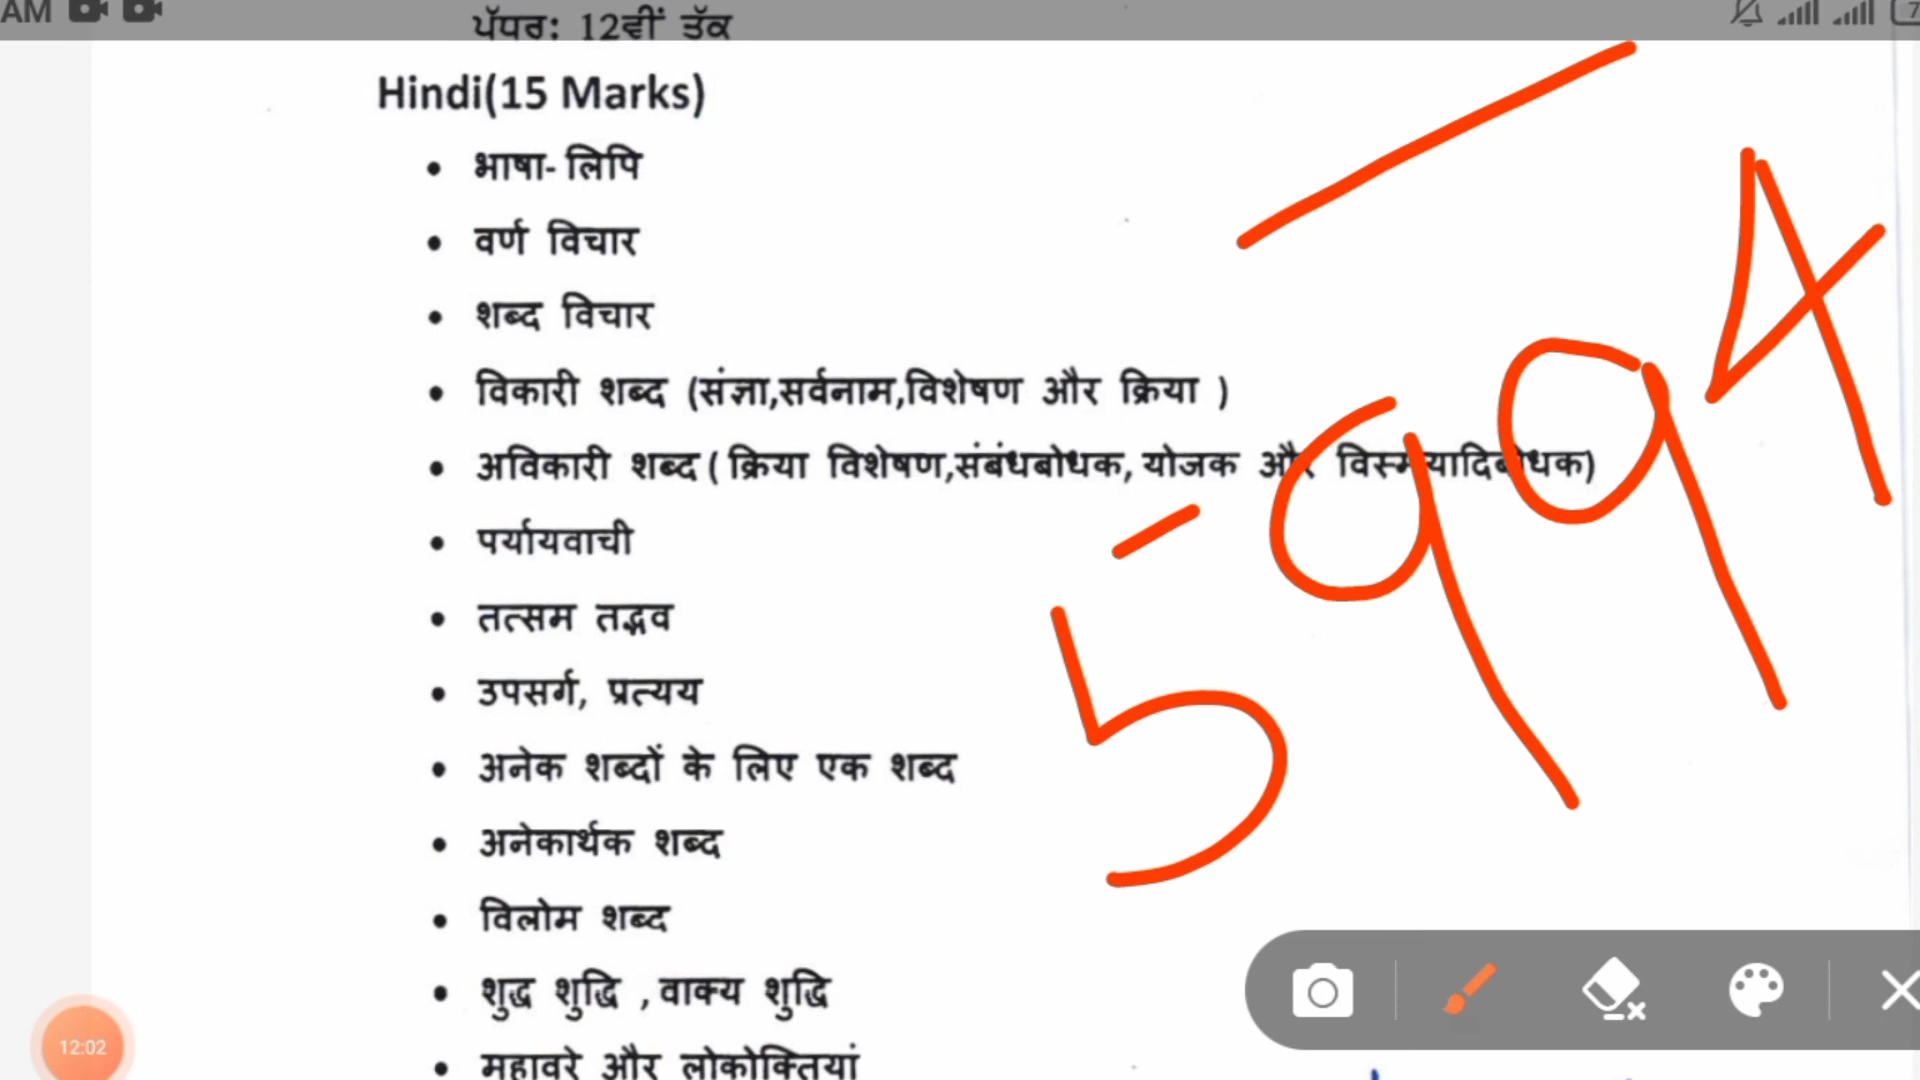 AM
ਪੱਧਰ: 12ਵੀਂ ਤੱਕ
Hindi(15 Marks)
• भाषा- लिपि
• वर्ण विचार
• शब्द विचार
• विकारी शब्द (संज्ञा,सर्वनाम,विशेषण और क्रिया )
• अविकारी शब्द ( क्रिया विशेषण,संबंधबोधक, योजक और विस्मयादिबोधक)
• पर्यायवाची
• तत्सम तद्भव
• उपसर्ग, प्रत्यय
• अनेक शब्दों के लिए एक शब्द
• अनेकार्थक शब्द
• विलोम शब्द
• शुद्ध शुद्धि , वाक्य शुद्धि
• मुहावरे और लोकोक्तियां
5994
12:02